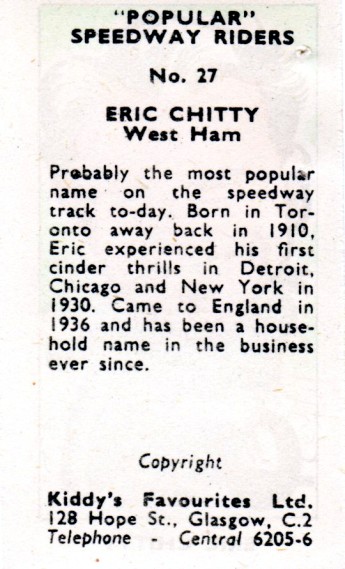 "POPULAR"
SPEEDWAY RIDERS
No. 27
ERIC CHITTY
West Ham
Probably the most popular
name on the speedway
track to-day. Born in Tor-
onto away back in 1910,
Eric experienced his first
cinder thrills in Detroit,
Chicago and New York in
1930. Came to England in
1936 and has been a house-
hold name in the business
ever since.
Copyright
Kiddy's Favourites Ltd.
128 Hope St., Glasgow, C.2
Telephone - Central 6205-6